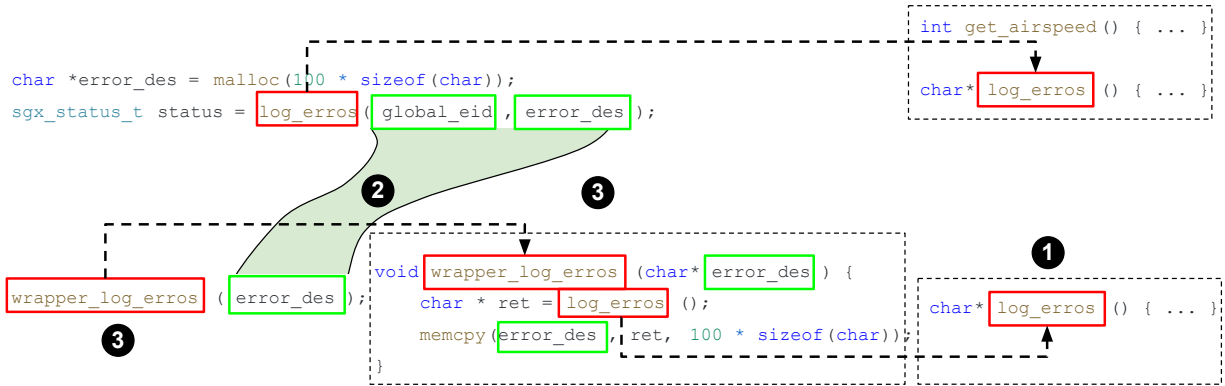 int get_airspeed() { ... }
char *error_des = malloc(100 * sizeof(char));
char* log_erros () { ... }
sgx_status_t status = log_erros( global_eid , error_des );
2
3
1
void wrapper_log_erros (char* error_des ) {
wrapper_log_erros ( error_des );
char * ret = log_erros ();
char* log_erros () { ... }
3
memcpy(error_des , ret, 100 * sizeof(char));
}